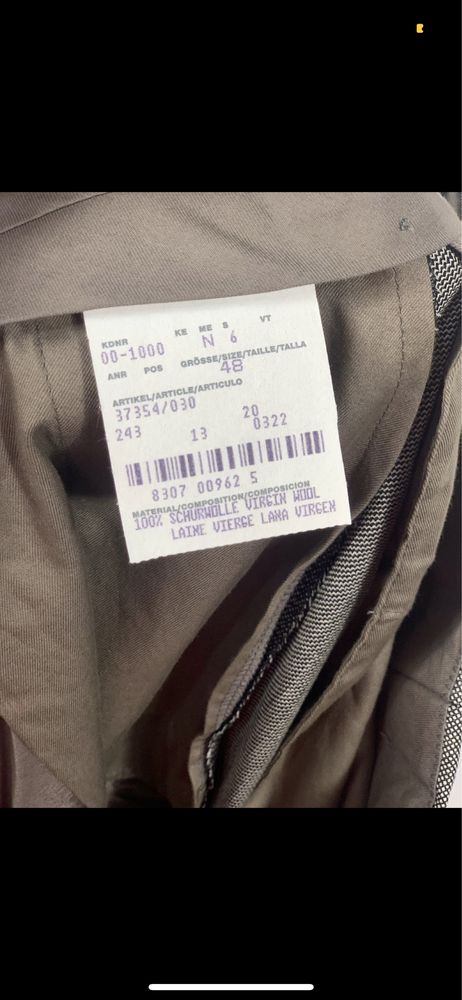 KDNR KE ME S VT
00-1000 N 6
ANR POS GRÖSSE/SIZE/TAILLE/TALLA
48
ARTIKEL/ARTICLE/ARTICULO
37354/030 20
243 13 0322
8307 00962 5
MATERIAL/COMPOSITION/COMPOSICION
100% SCHURWOLLE VIRGIN WOOL
LAINE VIERGE LANA VIRGEN